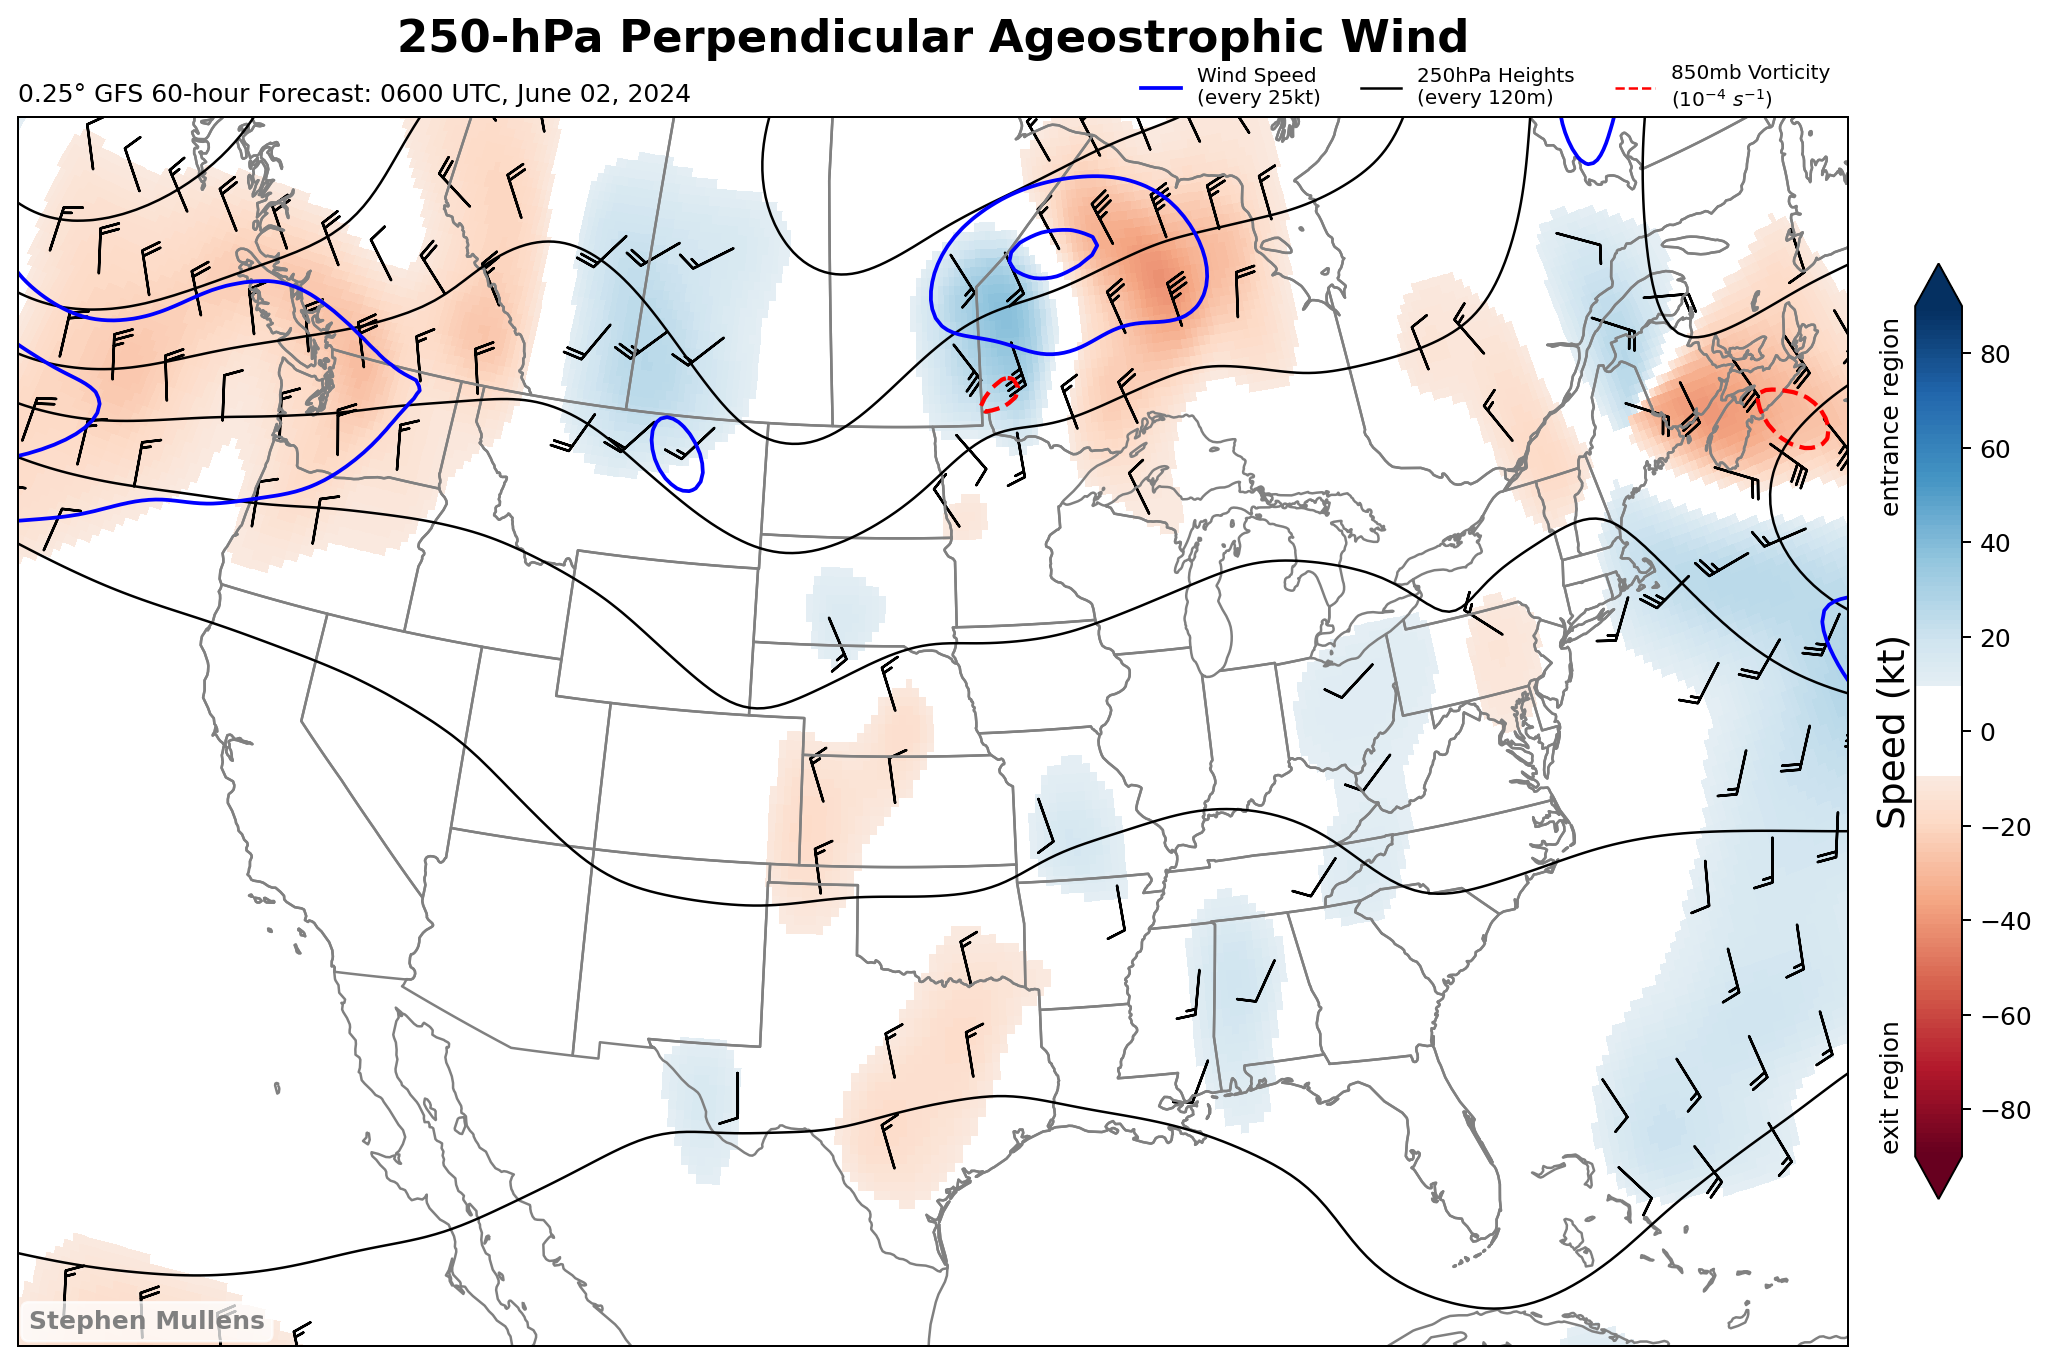 250-hPa Perpendicular Ageostrophic Wind
0.25° GFS 60-hour Forecast: 0600 UTC, June 02, 2024
Wind Speed
(every 25kt)
250hPa Heights
(every 120m)
850mb Vorticity
(10⁻⁴ s⁻¹)
entrance region
Speed (kt)
exit region
80
60
40
20
0
−20
−40
−60
−80
Stephen Mullens